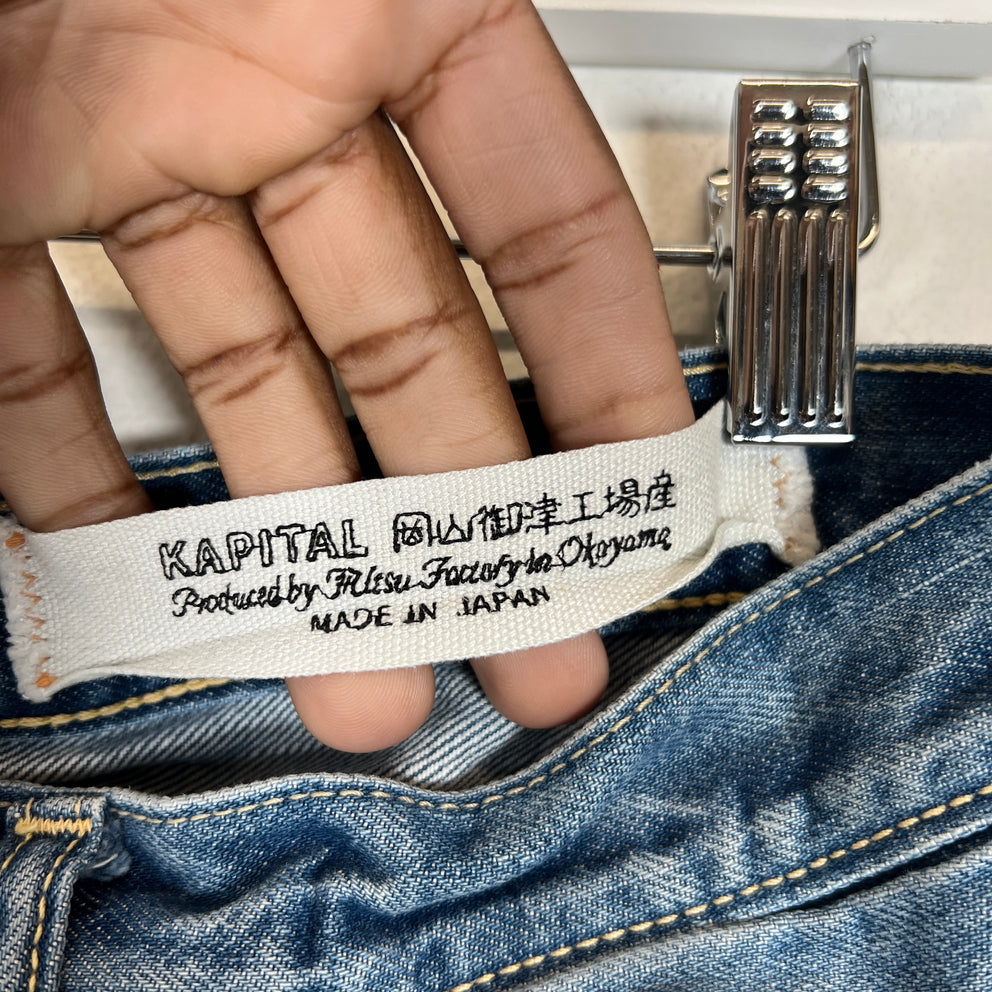 KAPITAL 岡山御津工場産
Produced by Mitsu Factory in Okayama
MADE IN JAPAN